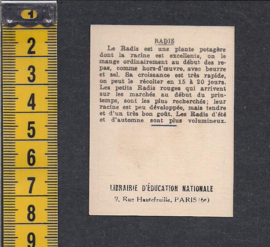 RADIS
Le Radis est une plante potagère
dont la racine est excellente, on le
mange ordinairement au début des re-
pas, comme hors-d'œuvre, avec beurre
et sel. Sa croissance est très rapide,
on peut le récolter en 15 à 20 jours.
Les petits Radis rouges qui arrivent
sur les marchés au début du prin-
temps, sont les plus recherchés; leur
racine est peu développée, mais tendre
et d'un très bon goût. Les Radis d'été
et d'automne sont plus volumineux.
LIBRAIRIE D'ÉDUCATION NATIONALE
9, Rue Hautefeuille, PARIS (6e)
1
2
3
4
5
6
7
8
9